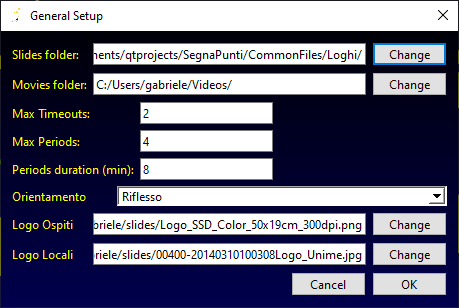 General Setup
Slides folder: nents/qtprojects/SegnaPunti/CommonFiles/Loghi/ Change
Movies folder: C:/Users/gabriele/Videos/ Change
Max Timeouts: 2
Max Periods: 4
Periods duration (min): 8
Orientamento Riflesso
Logo Ospiti briele/slides/Logo_SSD_Color_50x19cm_300dpi.png Change
Logo Locali briele/slides/00400-20140310100308Logo_Unime.jpg Change
Cancel OK